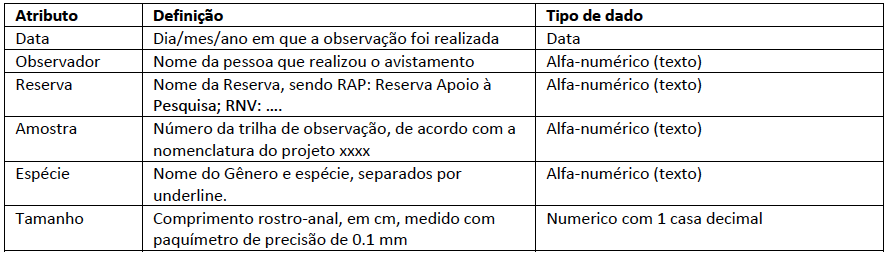 Atributo Definição Tipo de dado
Data Dia/mes/ano em que a observação foi realizada Data
Observador Nome da pessoa que realizou o avistamento Alfa-numérico (texto)
Reserva Nome da Reserva, sendo RAP: Reserva Apoio à Alfa-numérico (texto)
Pesquisa; RNV: ....
Amostra Número da trilha de observação, de acordo com a Alfa-numérico (texto)
nomenclatura do projeto xxxx
Espécie Nome do Gênero e espécie, separados por Alfa-numérico (texto)
underline.
Tamanho Comprimento rostro-anal, em cm, medido com Numerico com 1 casa decimal
paquímetro de precisão de 0.1 mm